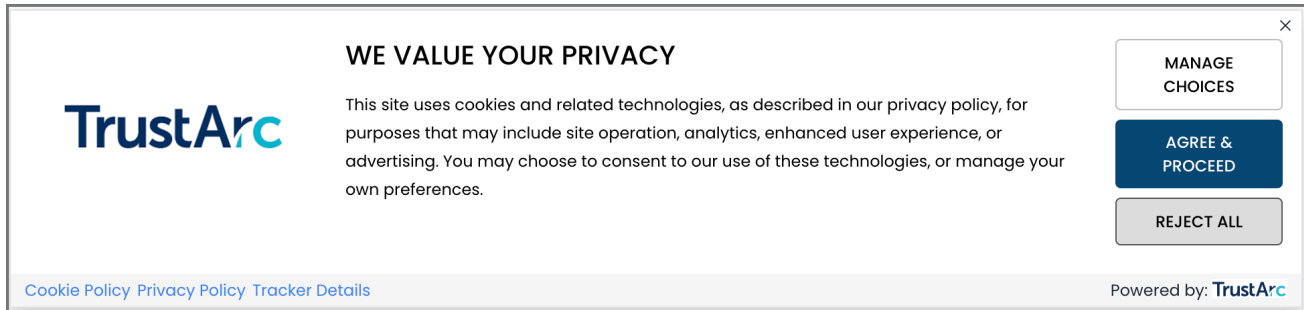 TrustArc
WE VALUE YOUR PRIVACY
This site uses cookies and related technologies, as described in our privacy policy, for
purposes that may include site operation, analytics, enhanced user experience, or
advertising. You may choose to consent to our use of these technologies, or manage your
own preferences.
MANAGE
CHOICES
AGREE &
PROCEED
REJECT ALL
Cookie Policy Privacy Policy Tracker Details
Powered by: TrustArc